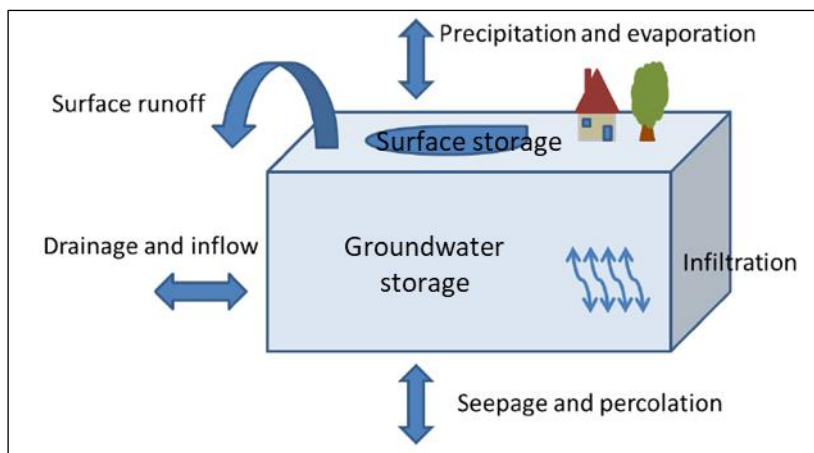 Precipitation and evaporation
Surface runoff
Surface storage
Drainage and inflow
Groundwater
storage
Infiltration
Seepage and percolation